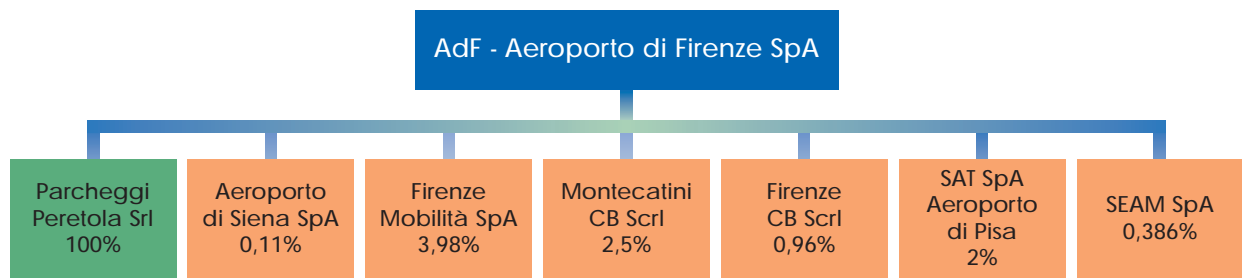 AdF - Aeroporto di Firenze SpA
Parcheggi
Peretola Srl
100%
Aeroporto
di Siena SpA
0,11%
Firenze
Mobilità SpA
3,98%
Montecatini
CB Scrl
2,5%
Firenze
CB Scrl
0,96%
SAT SpA
Aeroporto
di Pisa
2%
SEAM SpA
0,386%